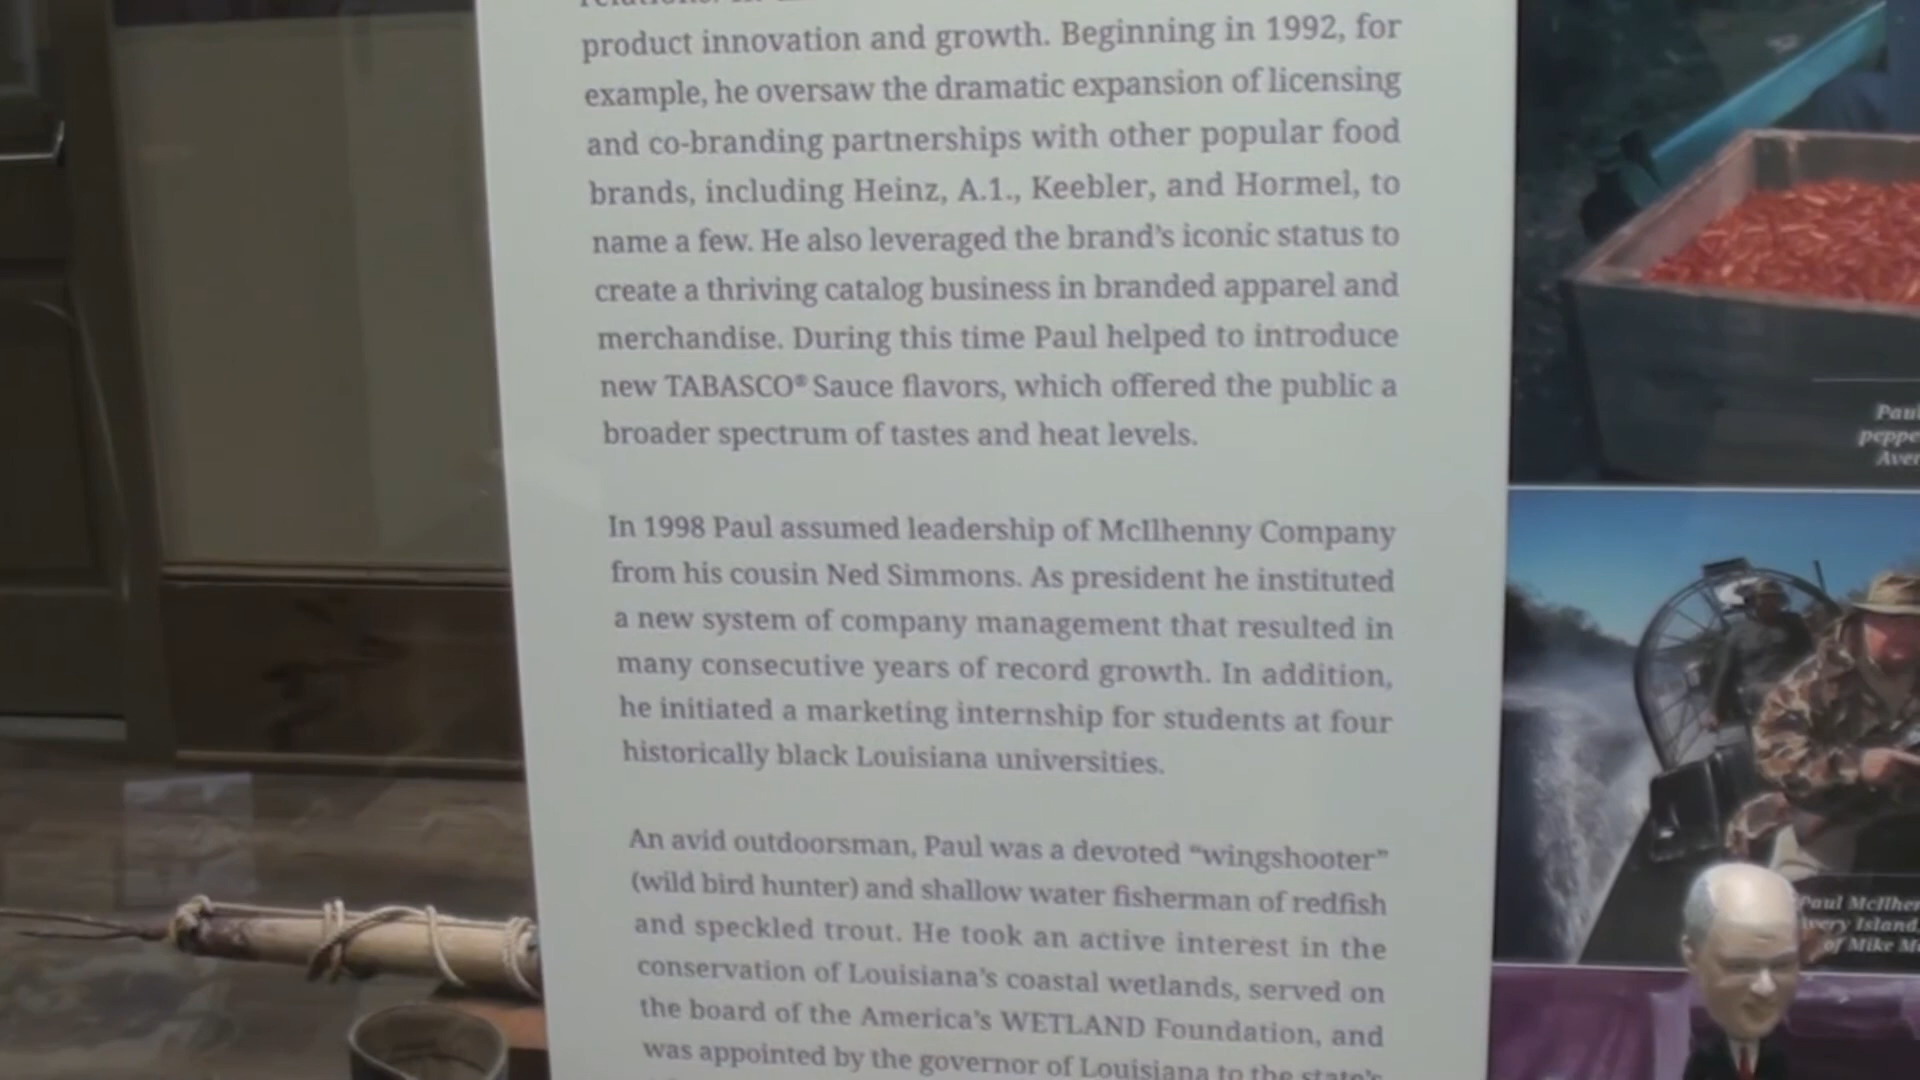 product innovation and growth. Beginning in 1992, for
example, he oversaw the dramatic expansion of licensing
and co-branding partnerships with other popular food
brands, including Heinz, A.1., Keebler, and Hormel, to
name a few. He also leveraged the brand's iconic status to
create a thriving catalog business in branded apparel and
merchandise. During this time Paul helped to introduce
new TABASCO® Sauce flavors, which offered the public a
broader spectrum of tastes and heat levels.
In 1998 Paul assumed leadership of McIlhenny Company
from his cousin Ned Simmons. As president he instituted
a new system of company management that resulted in
many consecutive years of record growth. In addition,
he initiated a marketing internship for students at four
historically black Louisiana universities.
An avid outdoorsman, Paul was a devoted “wingshooter”
(wild bird hunter) and shallow water fisherman of redfish
and speckled trout. He took an active interest in the
conservation of Louisiana's coastal wetlands, served on
the board of the America's WETLAND Foundation, and
was appointed by the governor of Louisiana to the state's
Paul
Paul
Island,
of Mike